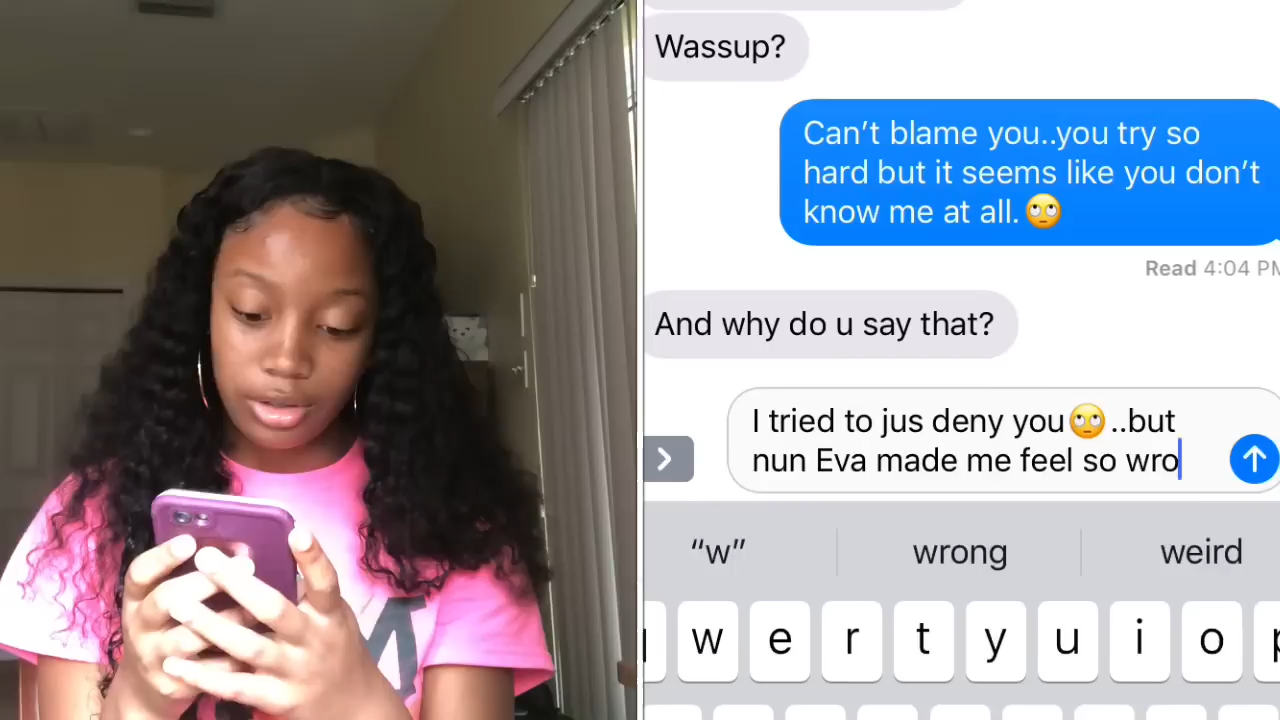 Wassup?
Can't blame you..you try so
hard but it seems like you don't
know me at all.🙄
Read 4:04 PM
And why do u say that?
I tried to jus deny you🙄..but
nun Eva made me feel so wro
"w" wrong weird
w e r t y u i o p